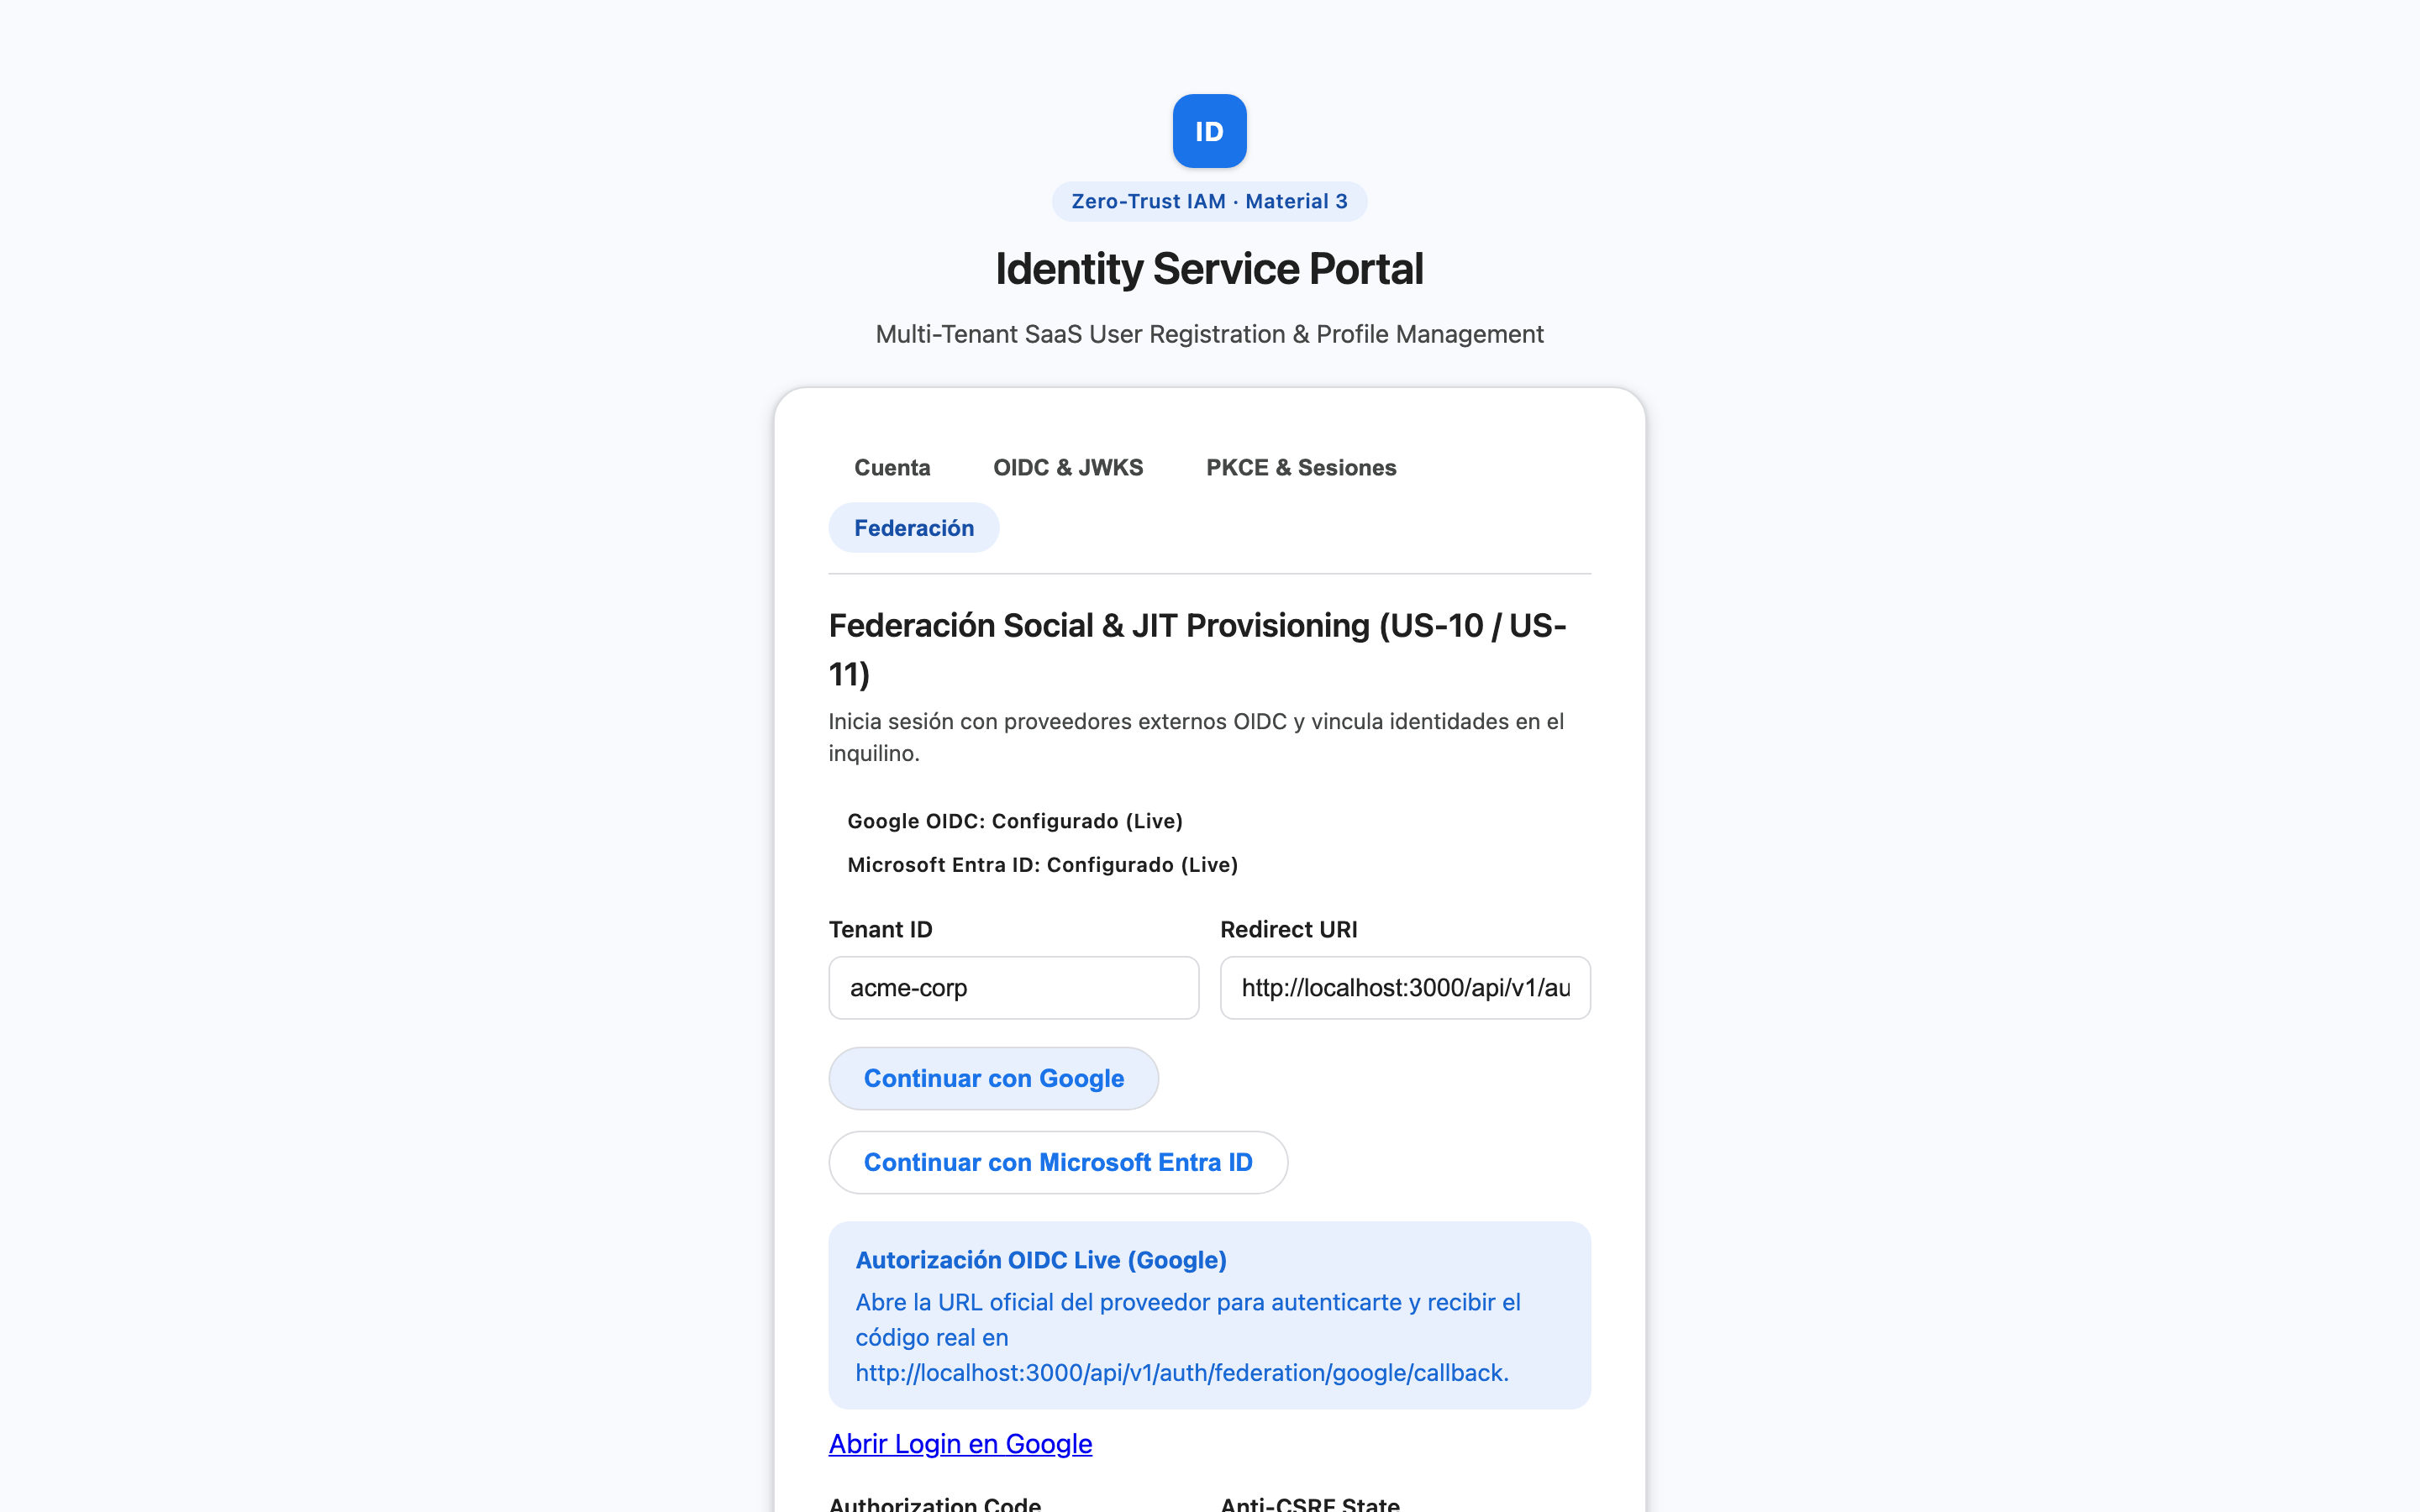 ID
Zero-Trust IAM · Material 3
Identity Service Portal
Multi-Tenant SaaS User Registration & Profile Management
Cuenta
OIDC & JWKS
PKCE & Sesiones
Federación
Federación Social & JIT Provisioning (US-10 / US-
11)
Inicia sesión con proveedores externos OIDC y vincula identidades en el
inquilino.
Google OIDC: Configurado (Live)
Microsoft Entra ID: Configurado (Live)
Tenant ID
Redirect URI
acme-corp
http://localhost:3000/api/v1/au
Continuar con Google
Continuar con Microsoft Entra ID
Autorización OIDC Live (Google)
Abre la URL oficial del proveedor para autenticarte y recibir el
código real en
http://localhost:3000/api/v1/auth/federation/google/callback.
Abrir Login en Google
Authorization Code
Anti-CSRF State